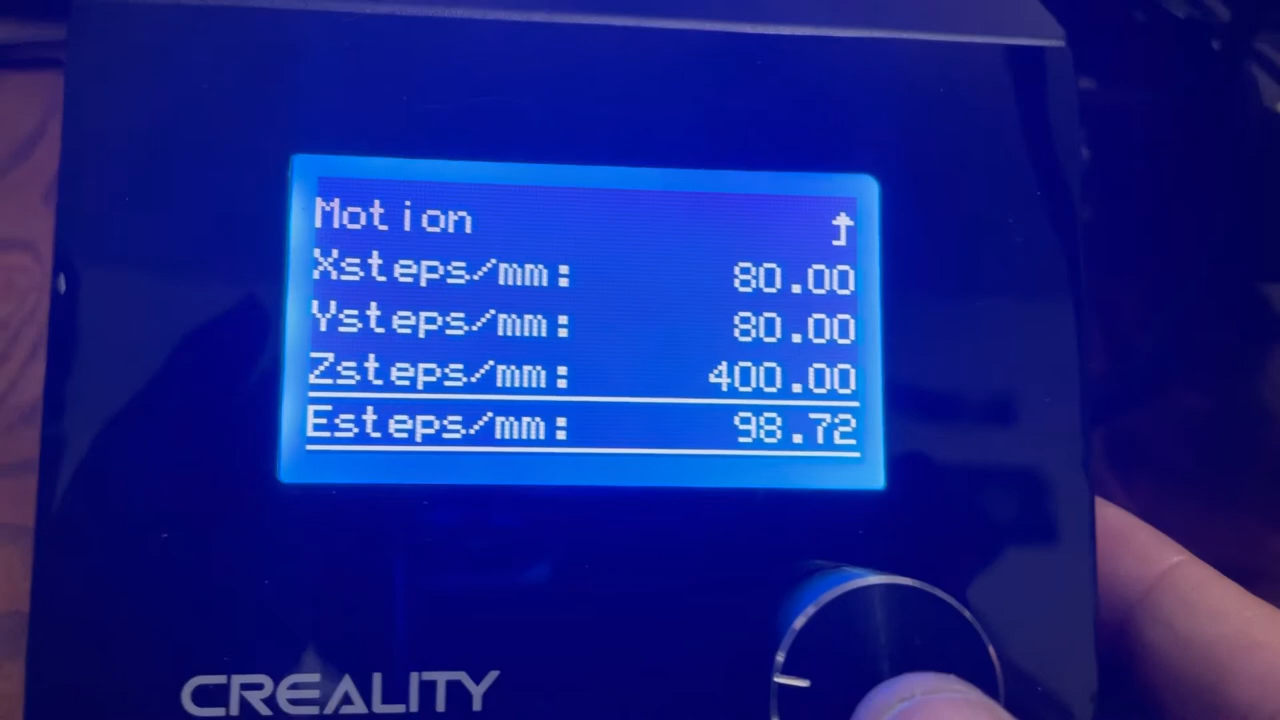 Motion
Xsteps/mm: 80.00
Ysteps/mm: 80.00
Zsteps/mm: 400.00
Esteps/mm: 98.72
CREALITY